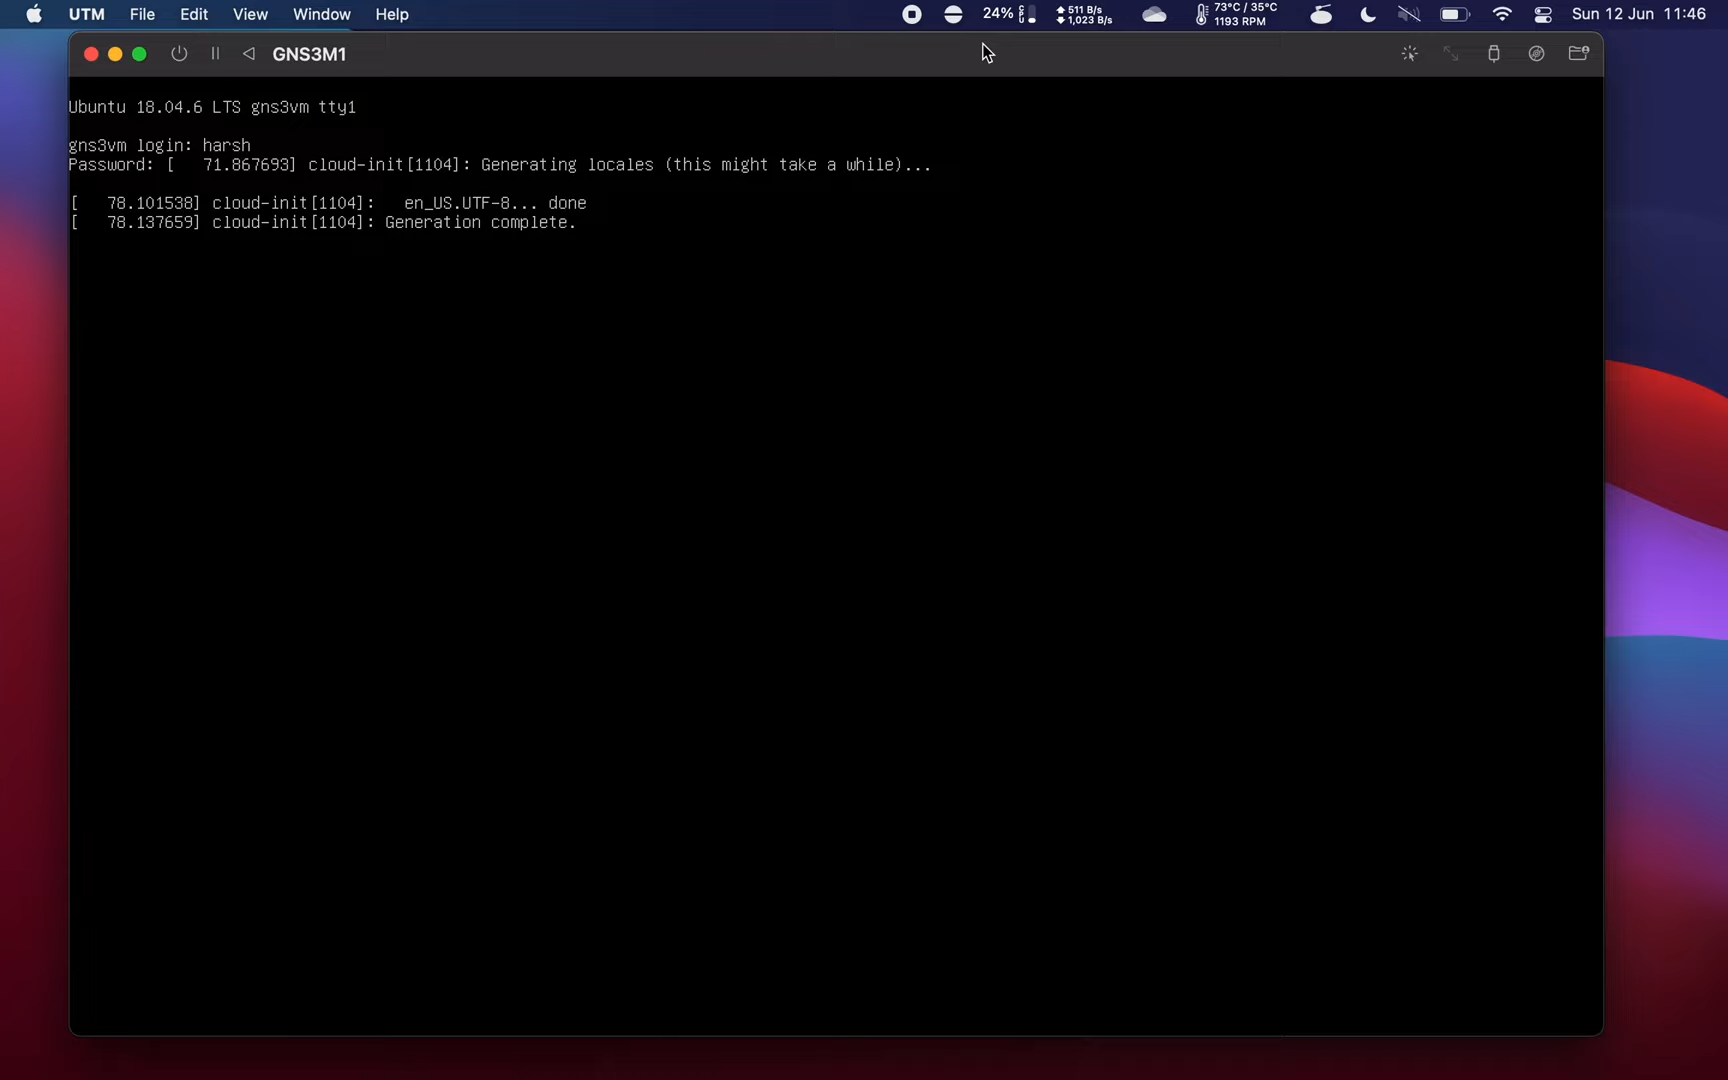 UTM File Edit View Window Help 24% 511 B/s 1,023 B/s 73°C / 35°C 1193 RPM Sun 12 Jun 11:46
GNS3M1
Ubuntu 18.04.6 LTS gns3vm tty1
gns3vm login: harsh
Password: [   71.867693] cloud-init[1104]: Generating locales (this might take a while)...
[   78.101538] cloud-init[1104]:   en_US.UTF-8... done
[   78.137659] cloud-init[1104]: Generation complete.